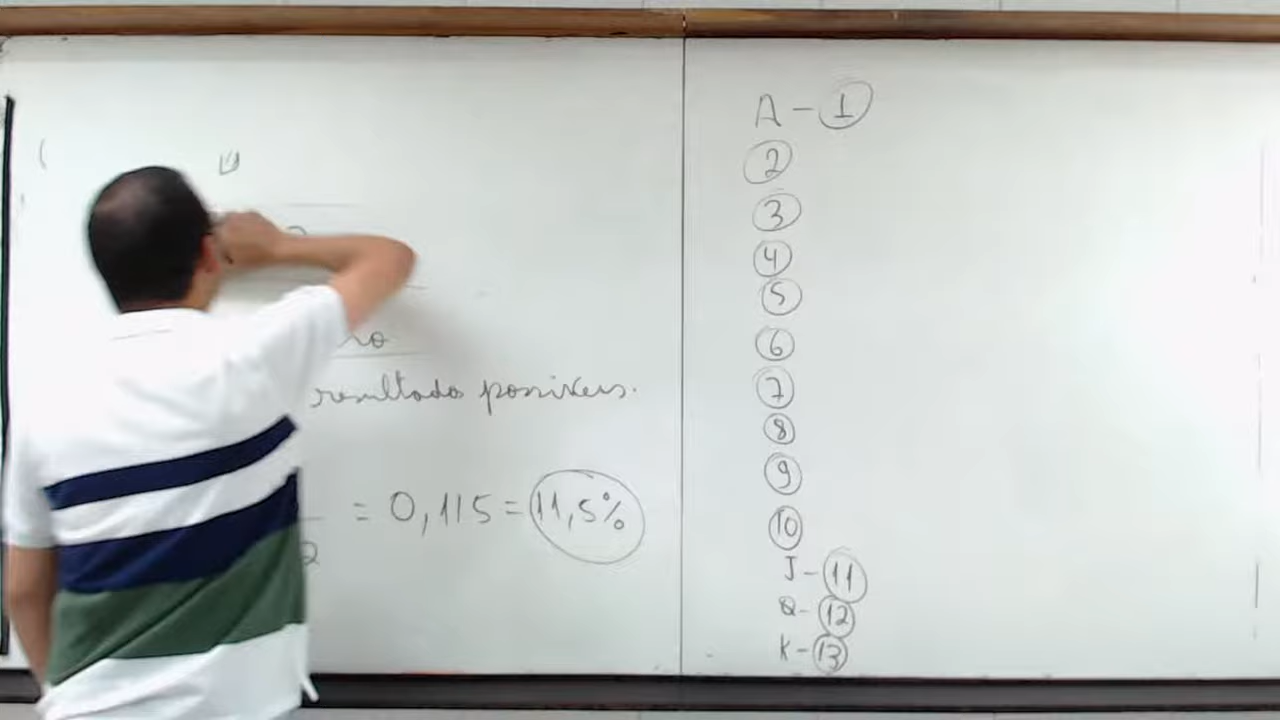 resultado possíveis.
= 0,115 = 11,5%
2
A - 1
2
3
4
5
6
7
8
9
10
J - 11
Q - 12
K - 13